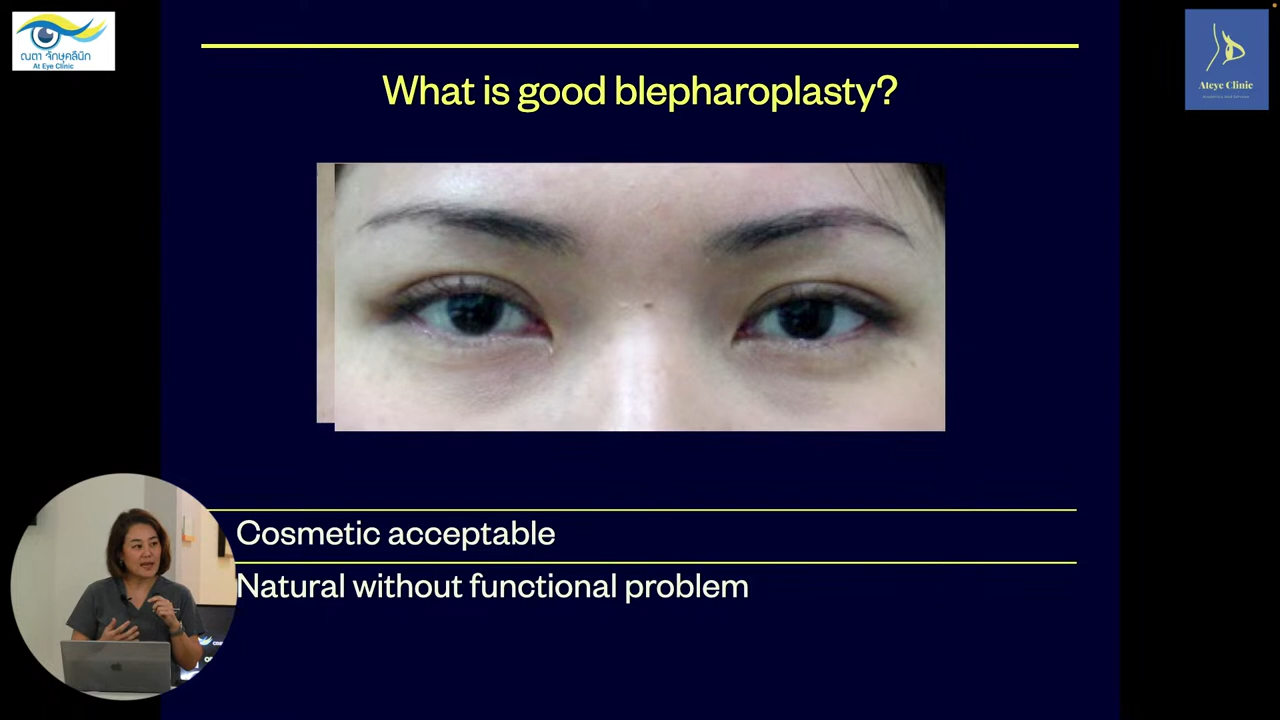 ณตา จักษุคลินิก
At Eye Clinic
What is good blepharoplasty?
Ateye Clinic
Cosmetic acceptable
Natural without functional problem